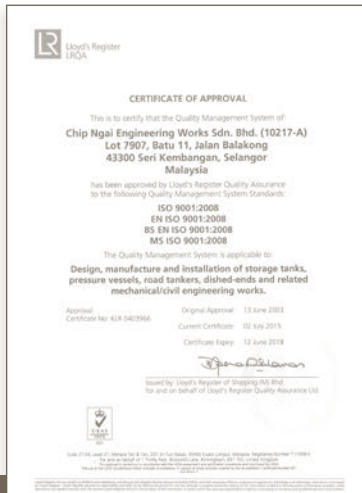 LR
Lloyd's Register
LRQA
CERTIFICATE OF APPROVAL
This is to certify that the Quality Management System of:
Chip Ngai Engineering Works Sdn. Bhd. (10217-A)
Lot 7907, Batu 11, Jalan Balakong
43300 Seri Kembangan, Selangor
Malaysia
has been approved by Lloyd's Register Quality Assurance
to the following Quality Management System Standards:
ISO 9001:2008
EN ISO 9001:2008
BS EN ISO 9001:2008
MS ISO 9001:2008
The Quality Management System is applicable to:
Design, manufacture and installation of storage tanks,
pressure vessels, road tankers, dished-ends and related
mechanical/civil engineering works.
Approval
Certificate No: KLR 0403966
Original Approval: 13 June 2003
Current Certificate: 02 July 2015
Certificate Expiry: 12 June 2018
Issued by: Lloyd's Register of Shipping (M) Bhd
for and on behalf of Lloyd's Register Quality Assurance Ltd
UKAS